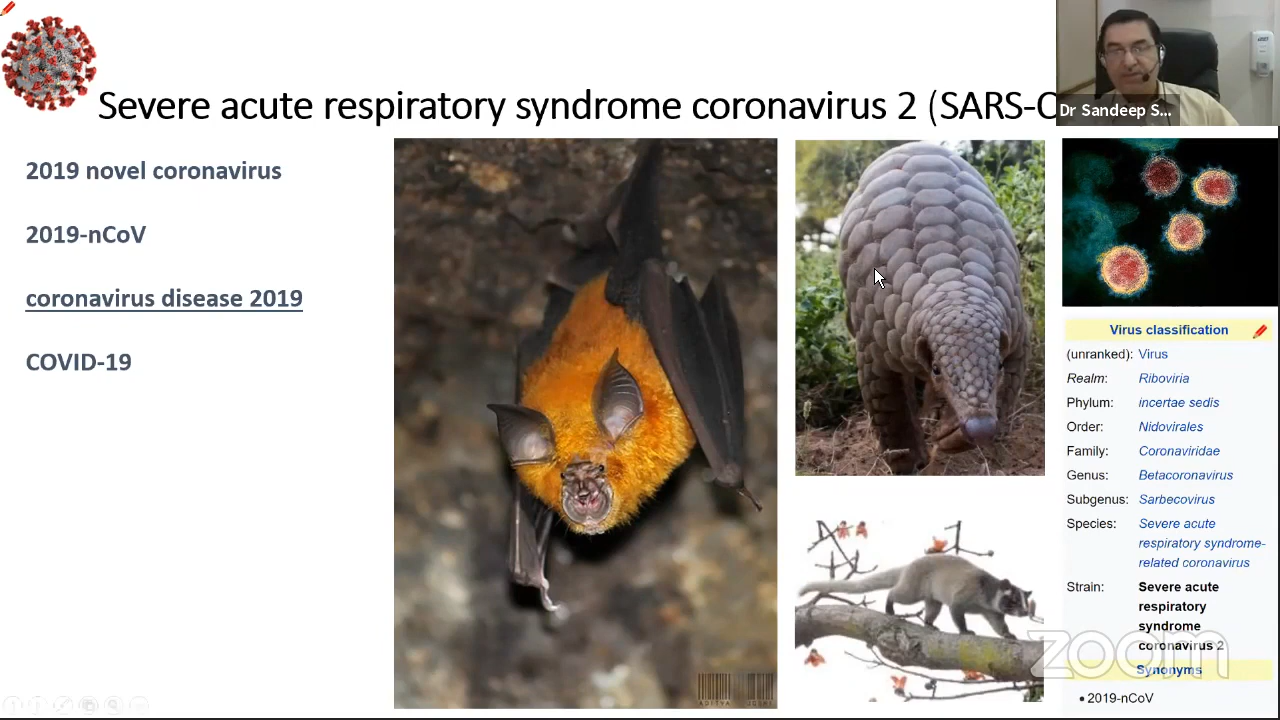 Severe acute respiratory syndrome coronavirus 2 (SARS-C
Dr Sandeep S...
2019 novel coronavirus
2019-nCoV
coronavirus disease 2019
COVID-19
ADITYA JOSHI
Virus classification
(unranked): Virus
Realm: Riboviria
Phylum: incertae sedis
Order: Nidovirales
Family: Coronaviridae
Genus: Betacoronavirus
Subgenus: Sarbecovirus
Species: Severe acute
respiratory syndrome-
related coronavirus
Strain: Severe acute
respiratory
syndrome
coronavirus 2
zoom
Synonyms
• 2019-nCoV